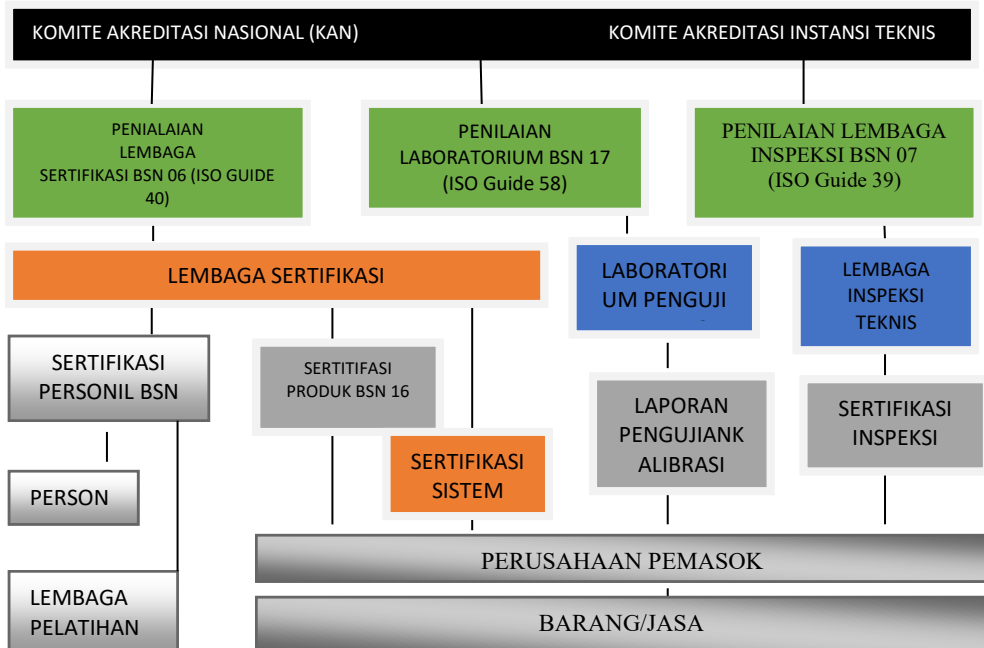 KOMITE AKREDITASI NASIONAL (KAN) KOMITE AKREDITASI INSTANSI TEKNIS
PENIALAIAN
LEMBAGA
SERTIFIKASI BSN 06 (ISO GUIDE
40)
PENILAIAN
LABORATORIUM BSN 17
(ISO Guide 58)
PENILAIAN LEMBAGA
INSPEKSI BSN 07
(ISO Guide 39)
LEMBAGA SERTIFIKASI
LABORATORI
UM PENGUJI
LEMBAGA
INSPEKSI
TEKNIS
SERTIFIKASI
PERSONIL BSN
SERTITIFASI
PRODUK BSN 16
SERTIFIKASI
SISTEM
LAPORAN
PENGUJIANK
ALIBRASI
SERTIFIKASI
INSPEKSI
PERSON
LEMBAGA
PELATIHAN
PERUSAHAAN PEMASOK
BARANG/JASA